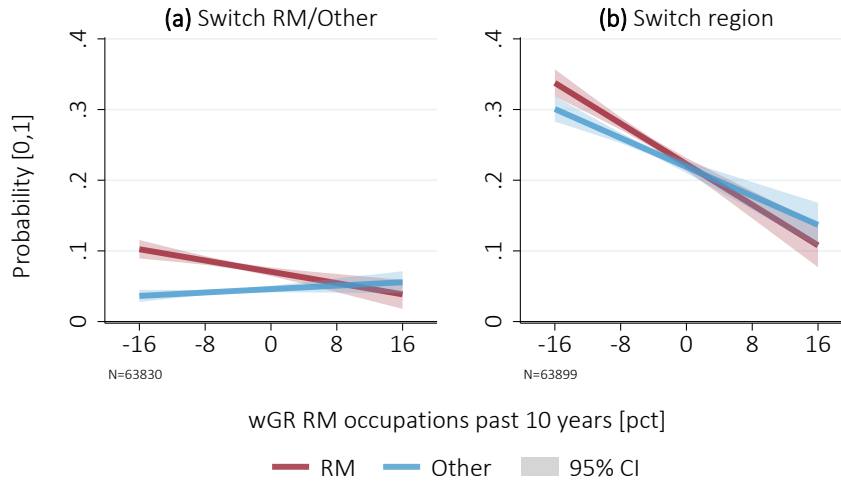 (a) Switch RM/Other
(b) Switch region
Probability [0,1]
.4
.3
.2
.1
0
-16 -8 0 8 16
N=63830
.4
.3
.2
.1
0
-16 -8 0 8 16
N=63899
wGR RM occupations past 10 years [pct]
RM Other 95% CI